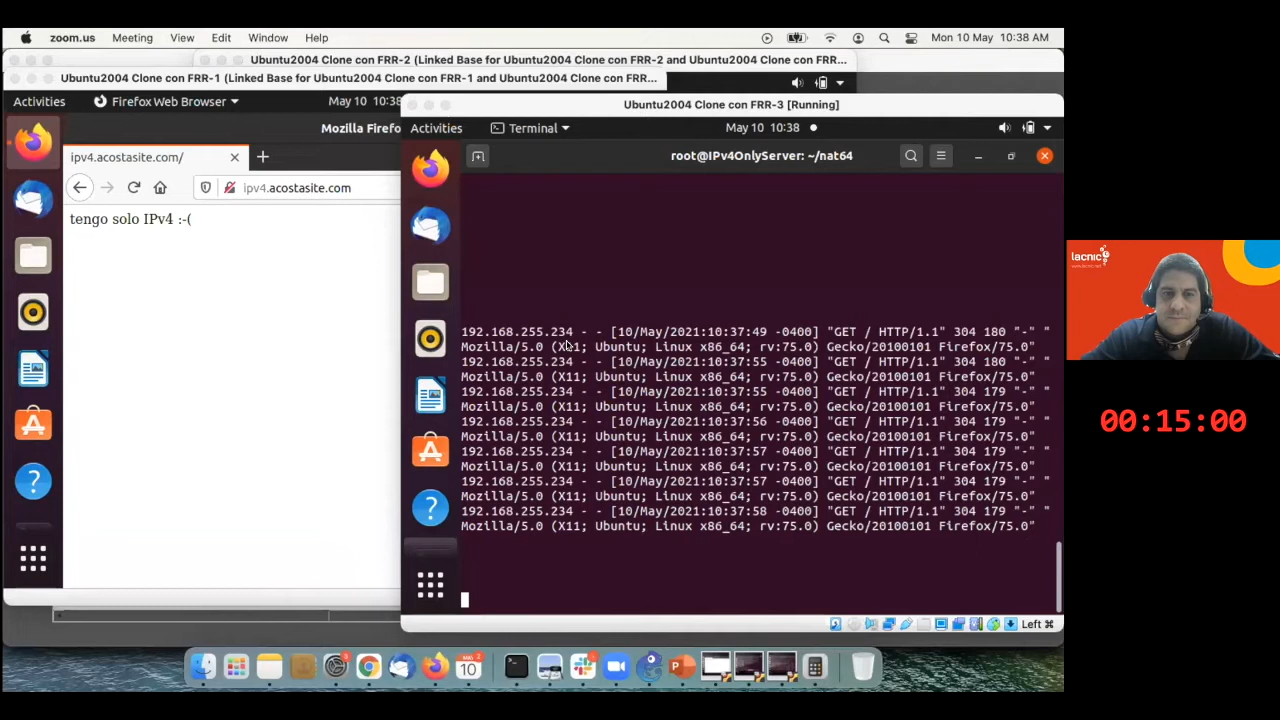 zoom.us Meeting View Edit Window Help Mon 10 May 10:38 AM
Ubuntu2004 Clone con FRR-2 (Linked Base for Ubuntu2004 Clone con FRR-2 and Ubuntu2004 Clone con FRR...
Ubuntu2004 Clone con FRR-1 (Linked Base for Ubuntu2004 Clone con FRR-1 and Ubuntu2004 Clone con FRR...
Activities Firefox Web Browser May 10 10:38
Mozilla Firefo
ipv4.acostasite.com/
ipv4.acostasite.com
tengo solo IPv4 :-(
Ubuntu2004 Clone con FRR-3 [Running]
Activities Terminal May 10 10:38
root@IPv4OnlyServer: ~/nat64
192.168.255.234 - - [10/May/2021:10:37:49 -0400] "GET / HTTP/1.1" 304 180 "-" "
Mozilla/5.0 (X11; Ubuntu; Linux x86_64; rv:75.0) Gecko/20100101 Firefox/75.0"
192.168.255.234 - - [10/May/2021:10:37:55 -0400] "GET / HTTP/1.1" 304 180 "-" "
Mozilla/5.0 (X11; Ubuntu; Linux x86_64; rv:75.0) Gecko/20100101 Firefox/75.0"
192.168.255.234 - - [10/May/2021:10:37:55 -0400] "GET / HTTP/1.1" 304 179 "-" "
Mozilla/5.0 (X11; Ubuntu; Linux x86_64; rv:75.0) Gecko/20100101 Firefox/75.0"
192.168.255.234 - - [10/May/2021:10:37:56 -0400] "GET / HTTP/1.1" 304 179 "-" "
Mozilla/5.0 (X11; Ubuntu; Linux x86_64; rv:75.0) Gecko/20100101 Firefox/75.0"
192.168.255.234 - - [10/May/2021:10:37:57 -0400] "GET / HTTP/1.1" 304 179 "-" "
Mozilla/5.0 (X11; Ubuntu; Linux x86_64; rv:75.0) Gecko/20100101 Firefox/75.0"
192.168.255.234 - - [10/May/2021:10:37:57 -0400] "GET / HTTP/1.1" 304 179 "-" "
Mozilla/5.0 (X11; Ubuntu; Linux x86_64; rv:75.0) Gecko/20100101 Firefox/75.0"
192.168.255.234 - - [10/May/2021:10:37:58 -0400] "GET / HTTP/1.1" 304 179 "-" "
Mozilla/5.0 (X11; Ubuntu; Linux x86_64; rv:75.0) Gecko/20100101 Firefox/75.0"
Left ⌘
10
lacnic
www.lacnic.net
00:15:00